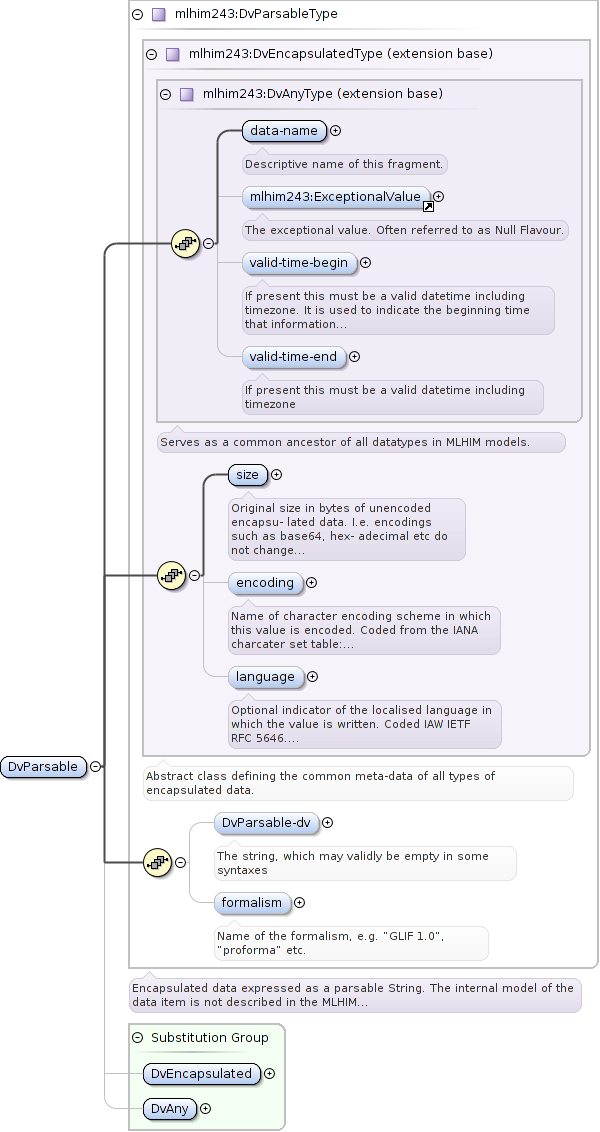 mlhim243:DvParsableType
mlhim243:DvEncapsulatedType (extension base)
mlhim243:DvAnyType (extension base)
data-name
Descriptive name of this fragment.
mlhim243:ExceptionalValue
The exceptional value. Often referred to as Null Flavour.
valid-time-begin
If present this must be a valid datetime including
timezone. It is used to indicate the beginning time
that information...
valid-time-end
If present this must be a valid datetime including
timezone
Serves as a common ancestor of all datatypes in MLHIM models.
size
Original size in bytes of unencoded
encapsu- lated data. I.e. encodings
such as base64, hex- adecimal etc do
not change...
encoding
Name of character encoding scheme in which
this value is encoded. Coded from the IANA
charcater set table:...
language
Optional indicator of the localised language in
which the value is written. Coded IAW IETF
RFC 5646....
DvParsable
Abstract class defining the common meta-data of all types of
encapsulated data.
DvParsable-dv
The string, which may validly be empty in some
syntaxes
formalism
Name of the formalism, e.g. "GLIF 1.0",
"proforma" etc.
Encapsulated data expressed as a parsable String. The internal model of the
data item is not described in the MLHIM...
Substitution Group
DvEncapsulated
DvAny